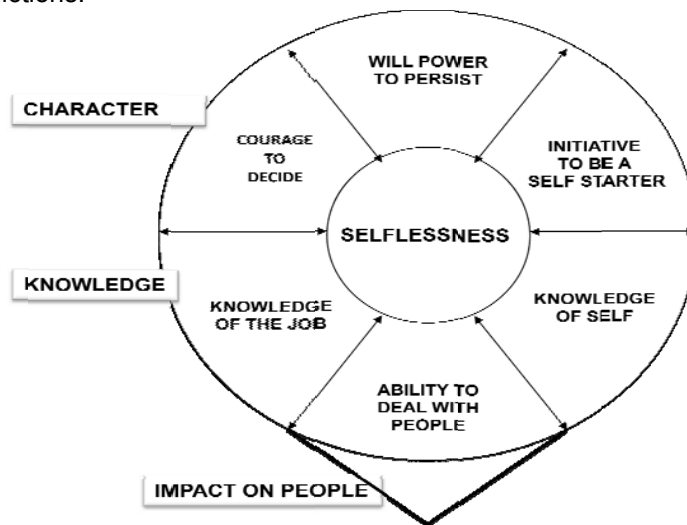 WILL POWER
TO PERSIST
CHARACTER
COURAGE
TO
DECIDE
INITIATIVE
TO BE A
SELF STARTER
SELFLESSNESS
KNOWLEDGE
KNOWLEDGE
OF THE JOB
KNOWLEDGE
OF SELF
ABILITY TO
DEAL WITH
PEOPLE
IMPACT ON PEOPLE